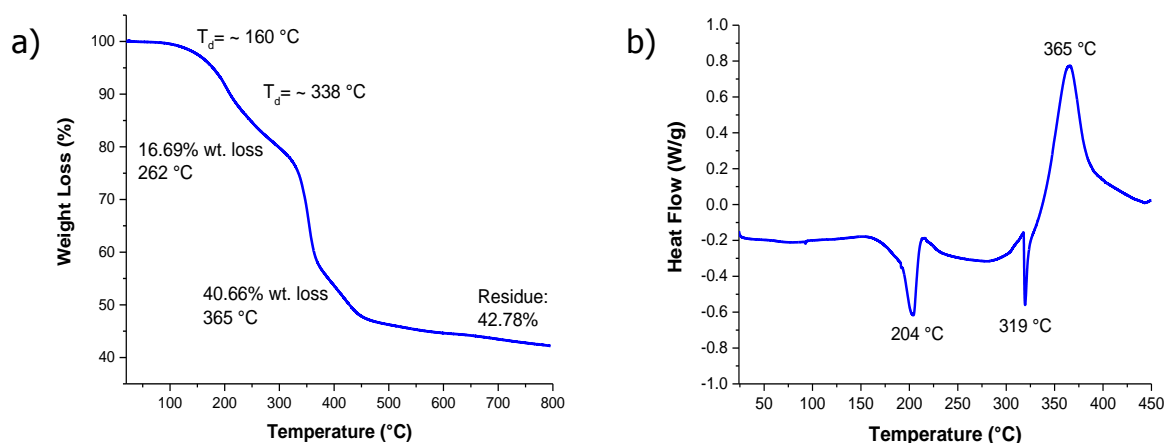 a)
T_d= ~ 160 °C
T_d= ~ 338 °C
16.69% wt. loss
262 °C
40.66% wt. loss
365 °C
Residue:
42.78%
Weight Loss (%)
100
90
80
70
60
50
40
0 100 200 300 400 500 600 700 800
Temperature (°C)
b)
365 °C
204 °C
319 °C
Heat Flow (W/g)
1.0
0.8
0.6
0.4
0.2
0.0
-0.2
-0.4
-0.6
-0.8
-1.0
50 100 150 200 250 300 350 400 450
Temperature (°C)